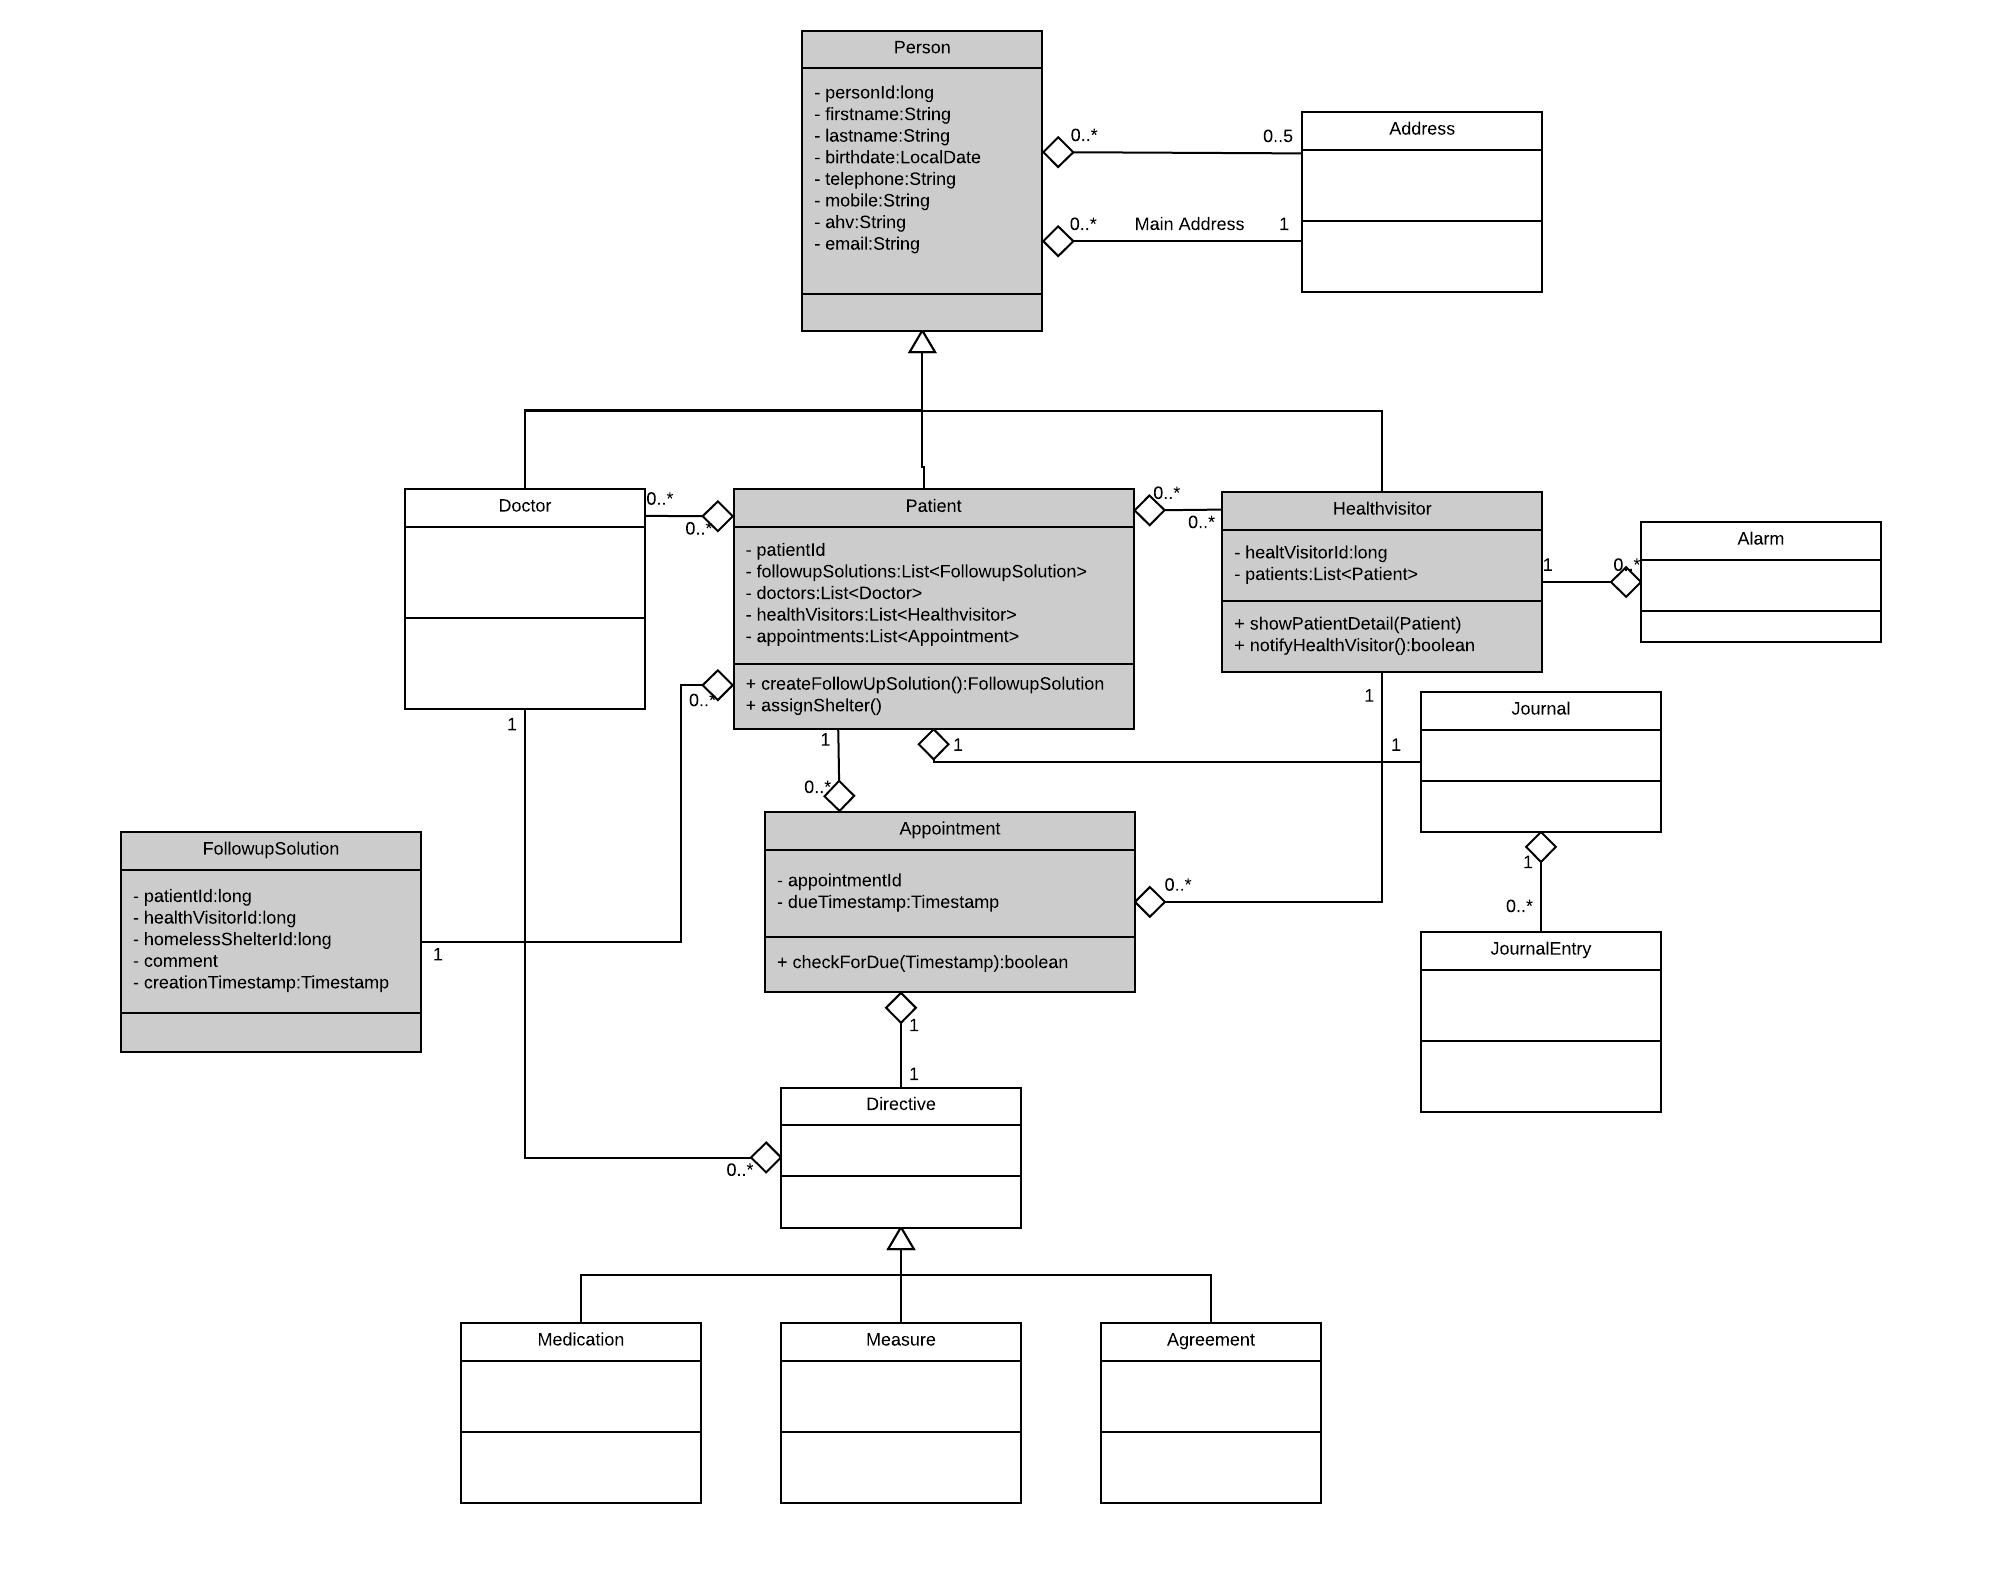 Person
- personId:long
- firstname:String
- lastname:String
- birthdate:LocalDate
- telephone:String
- mobile:String
- ahv:String
- email:String
0..*
0..5
Address
0..*
Main Address
1
Doctor
0..*
0..*
Patient
- patientId
- followupSolutions:List<FollowupSolution>
- doctors:List<Doctor>
- healthVisitors:List<Healthvisitor>
- appointments:List<Appointment>
+ createFollowUpSolution():FollowupSolution
+ assignShelter()
0..*
0..*
Healthvisitor
- healtVisitorId:long
- patients:List<Patient>
+ showPatientDetail(Patient)
+ notifyHealthVisitor():boolean
1
0..*
Alarm
0..*
1
1
1
1
1
Journal
0..*
Appointment
- appointmentId
- dueTimestamp:Timestamp
+ checkForDue(Timestamp):boolean
0..*
1
0..*
JournalEntry
FollowupSolution
- patientId:long
- healthVisitorId:long
- homelessShelterId:long
- comment
- creationTimestamp:Timestamp
1
1
1
Directive
0..*
Medication
Measure
Agreement